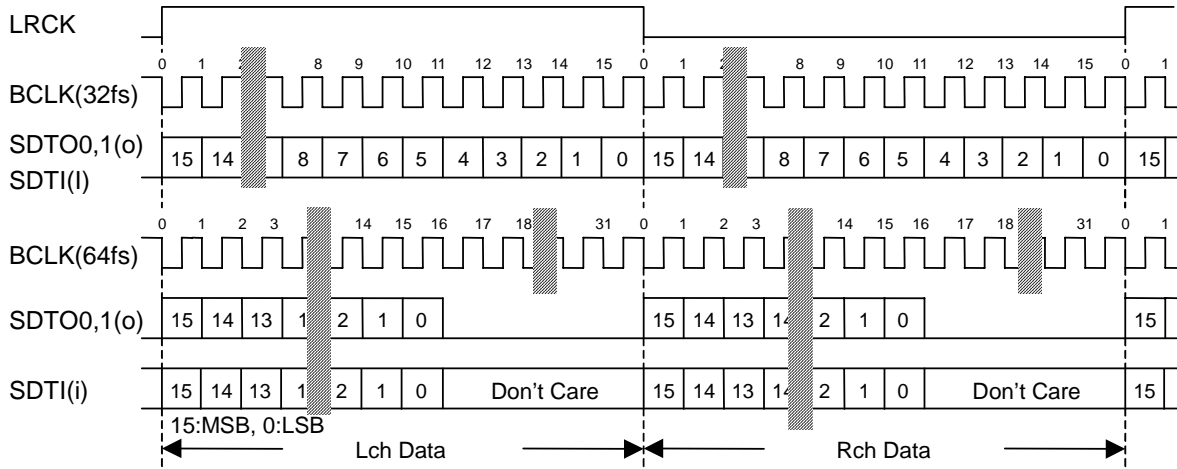 LRCK
0 1 8 9 10 11 12 13 14 15 0 1 8 9 10 11 12 13 14 15 0 1
BCLK(32fs)
SDTO0,1(o)
15 14 8 7 6 5 4 3 2 1 0 15 14 8 7 6 5 4 3 2 1 0 15
SDTI(I)
0 1 2 3 14 15 16 17 18 31 0 1 2 3 14 15 16 17 18 31 0 1
BCLK(64fs)
SDTO0,1(o) 15 14 13 2 1 0 15 14 13 2 1 0 15
SDTI(i) 15 14 13 2 1 0 Don't Care 15 14 13 2 1 0 Don't Care 15
15:MSB, 0:LSB
Lch Data Rch Data